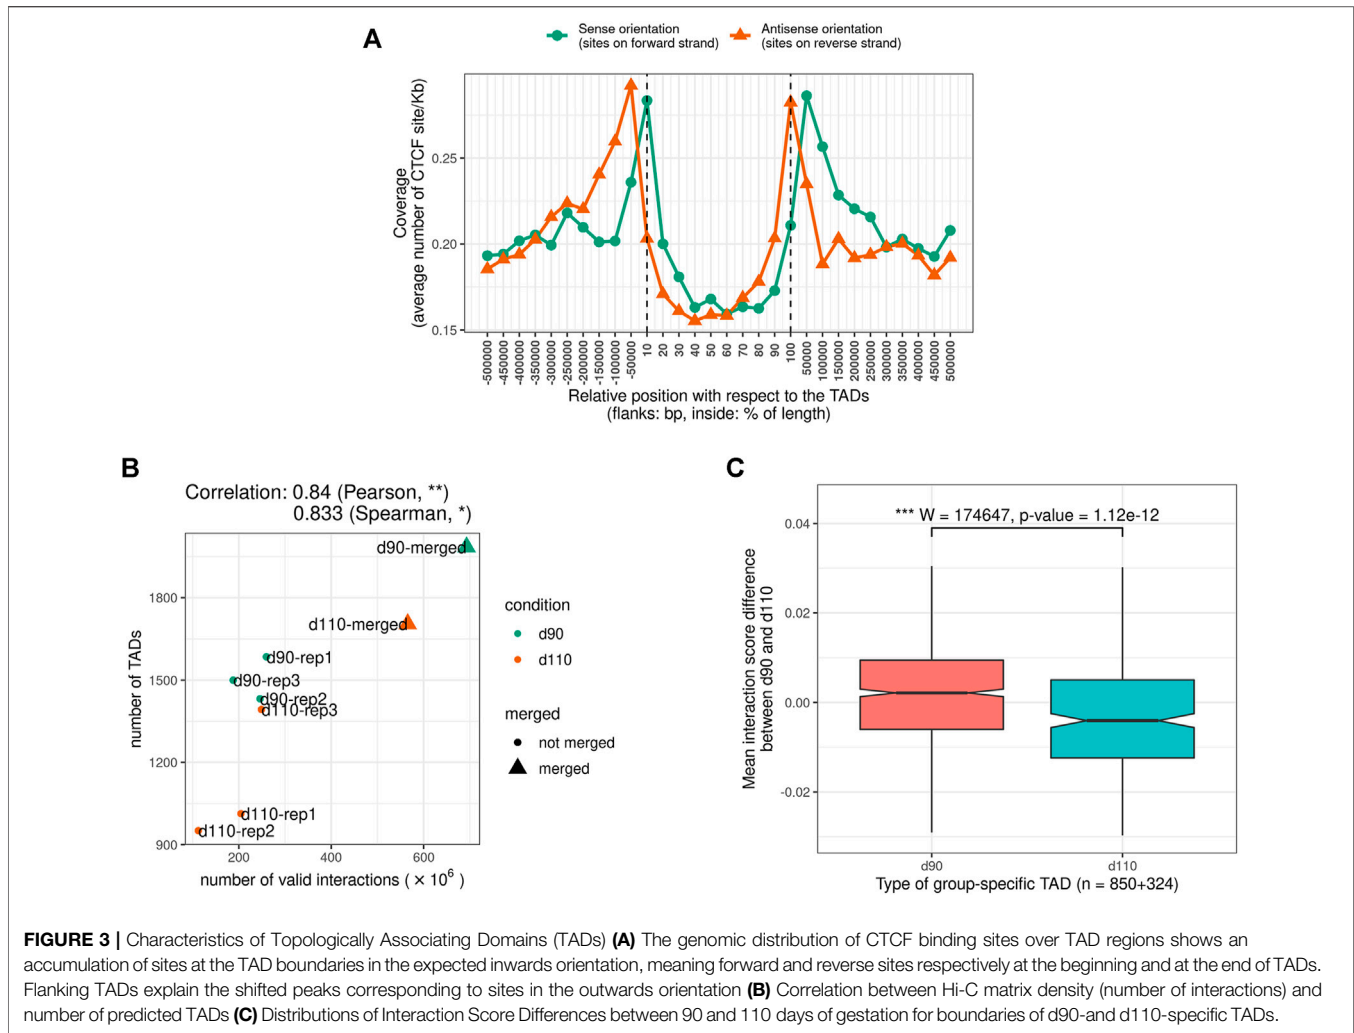 A
Sense orientation
(sites on forward strand)
Antisense orientation
(sites on reverse strand)
Coverage
(average number of CTCF site/Kb)
0.25
0.20
0.15
-500000
-450000
-400000
-350000
-300000
-250000
-200000
-150000
-100000
-50000
10
20
30
40
50
60
70
80
90
100
50000
100000
150000
200000
250000
300000
350000
400000
450000
500000
Relative position with respect to the TADs
(flanks: bp, inside: % of length)
B
Correlation: 0.84 (Pearson, **)
0.833 (Spearman, *)
number of TADs
1800
1500
1200
900
d90-merged
d110-merged
d90-rep1
d90-rep3
d90-rep2
d110-rep3
d110-rep1
d110-rep2
200
400
600
number of valid interactions ( × 10⁶ )
condition
d90
d110
merged
not merged
merged
C
Mean interaction score difference
between d90 and d110
0.04
0.02
0.00
-0.02
*** W = 174647, p-value = 1.12e-12
d90
d110
Type of group-specific TAD (n = 850+324)
FIGURE 3 | Characteristics of Topologically Associating Domains (TADs) (A) The genomic distribution of CTCF binding sites over TAD regions shows an
accumulation of sites at the TAD boundaries in the expected inwards orientation, meaning forward and reverse sites respectively at the beginning and at the end of TADs.
Flanking TADs explain the shifted peaks corresponding to sites in the outwards orientation (B) Correlation between Hi-C matrix density (number of interactions) and
number of predicted TADs (C) Distributions of Interaction Score Differences between 90 and 110 days of gestation for boundaries of d90-and d110-specific TADs.